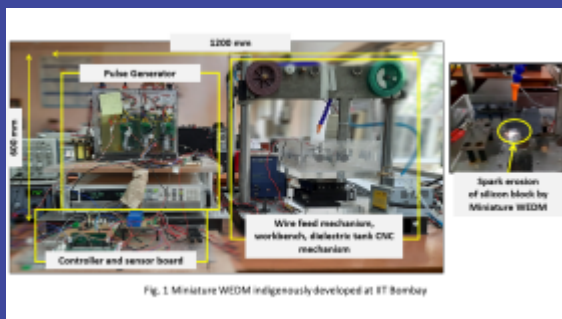 1200 mm
Pulse Generator
600 mm
Spark erosion
of silicon block by
Miniature WEDM
Wire feed mechanism,
workbench, dielectric tank CNC
mechanism
Controller and sensor board
Fig. 1 Miniature WEDM indigenously developed at IIT Bombay